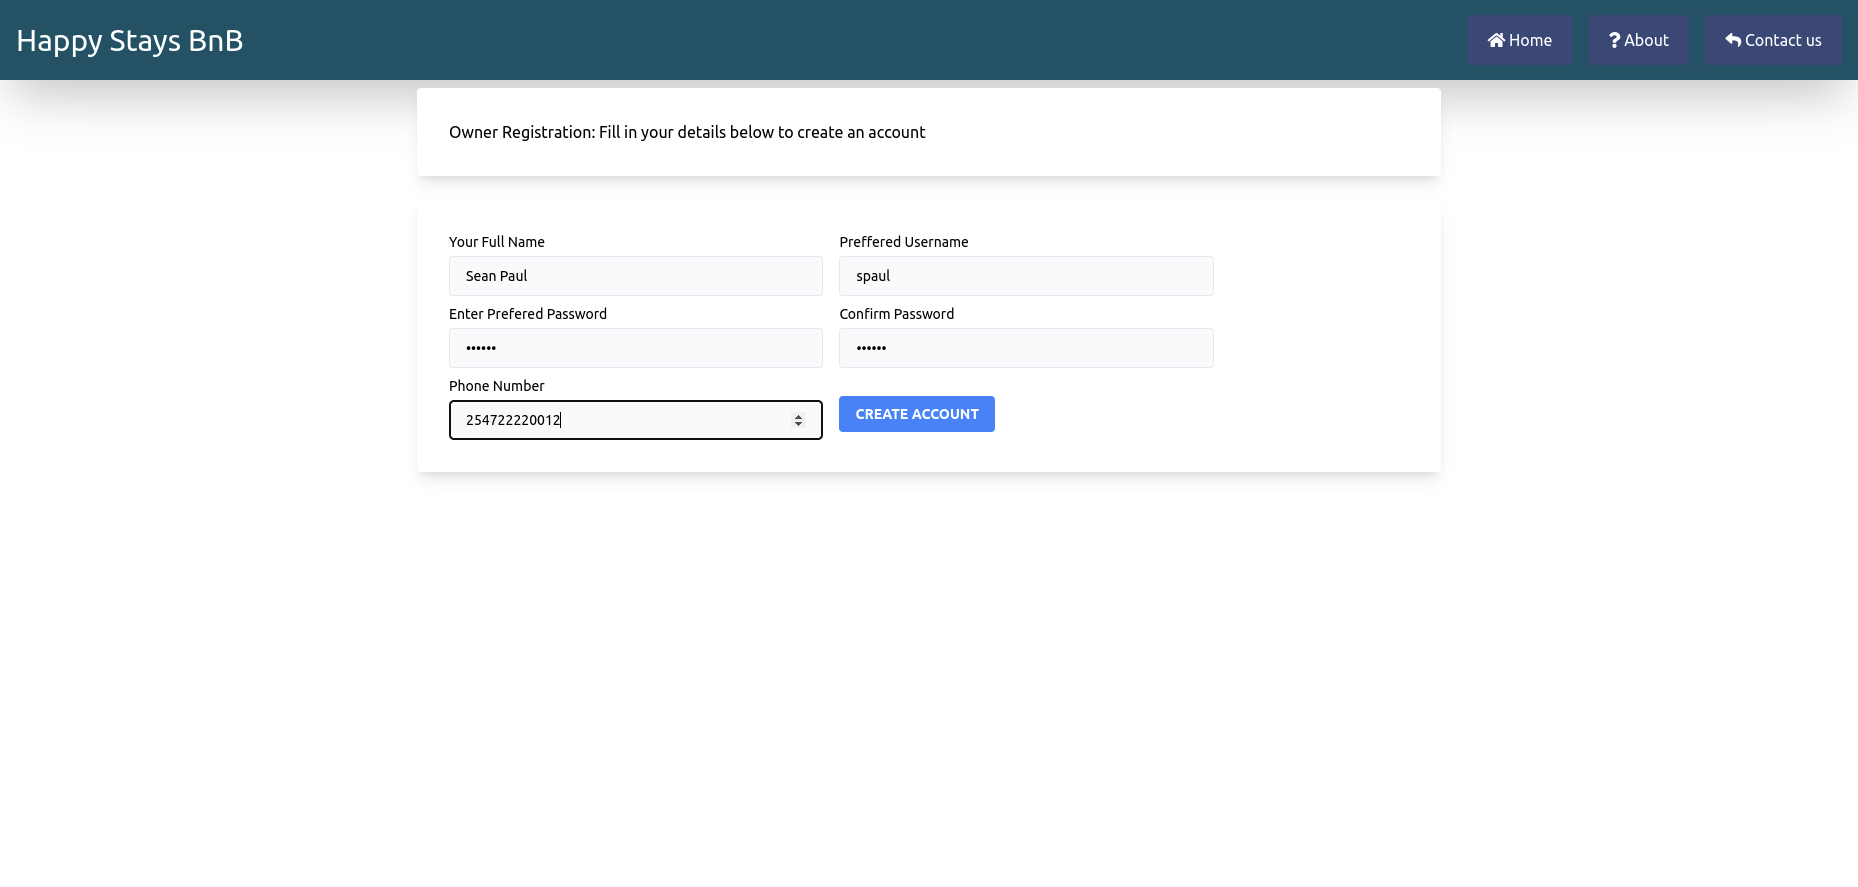 Happy Stays BnB
Home
About
Contact us
Owner Registration: Fill in your details below to create an account
Your Full Name
Preffered Username
Sean Paul
spaul
Enter Prefered Password
Confirm Password
••••••
••••••
Phone Number
254722220012
CREATE ACCOUNT